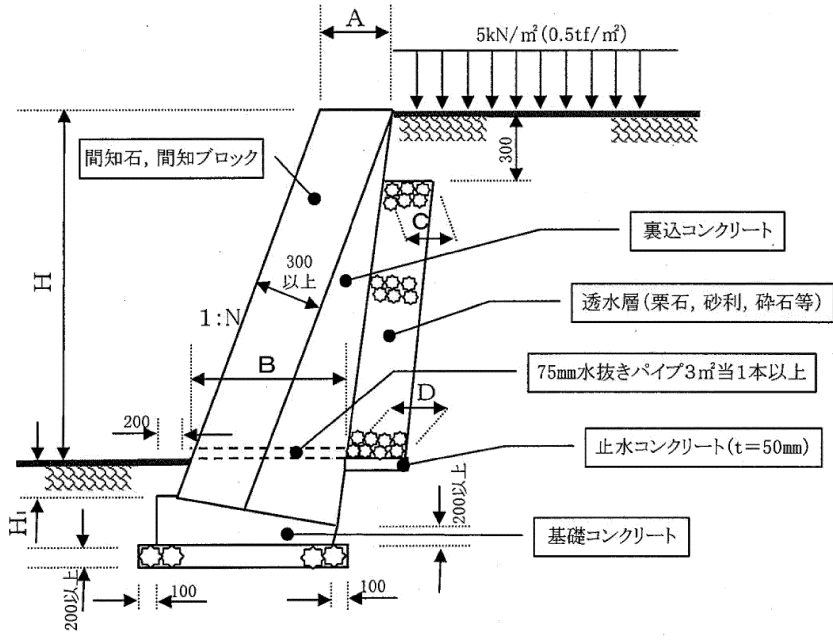 A
5kN/㎡(0.5tf/㎡)
間知石, 間知ブロック
300
C
裏込コンクリート
H
300
以上
1:N
透水層(栗石, 砂利, 砕石等)
B
75mm水抜きパイプ3㎡当1本以上
D
200
止水コンクリート(t=50mm)
200以上
H₁
基礎コンクリート
200以上
100
100